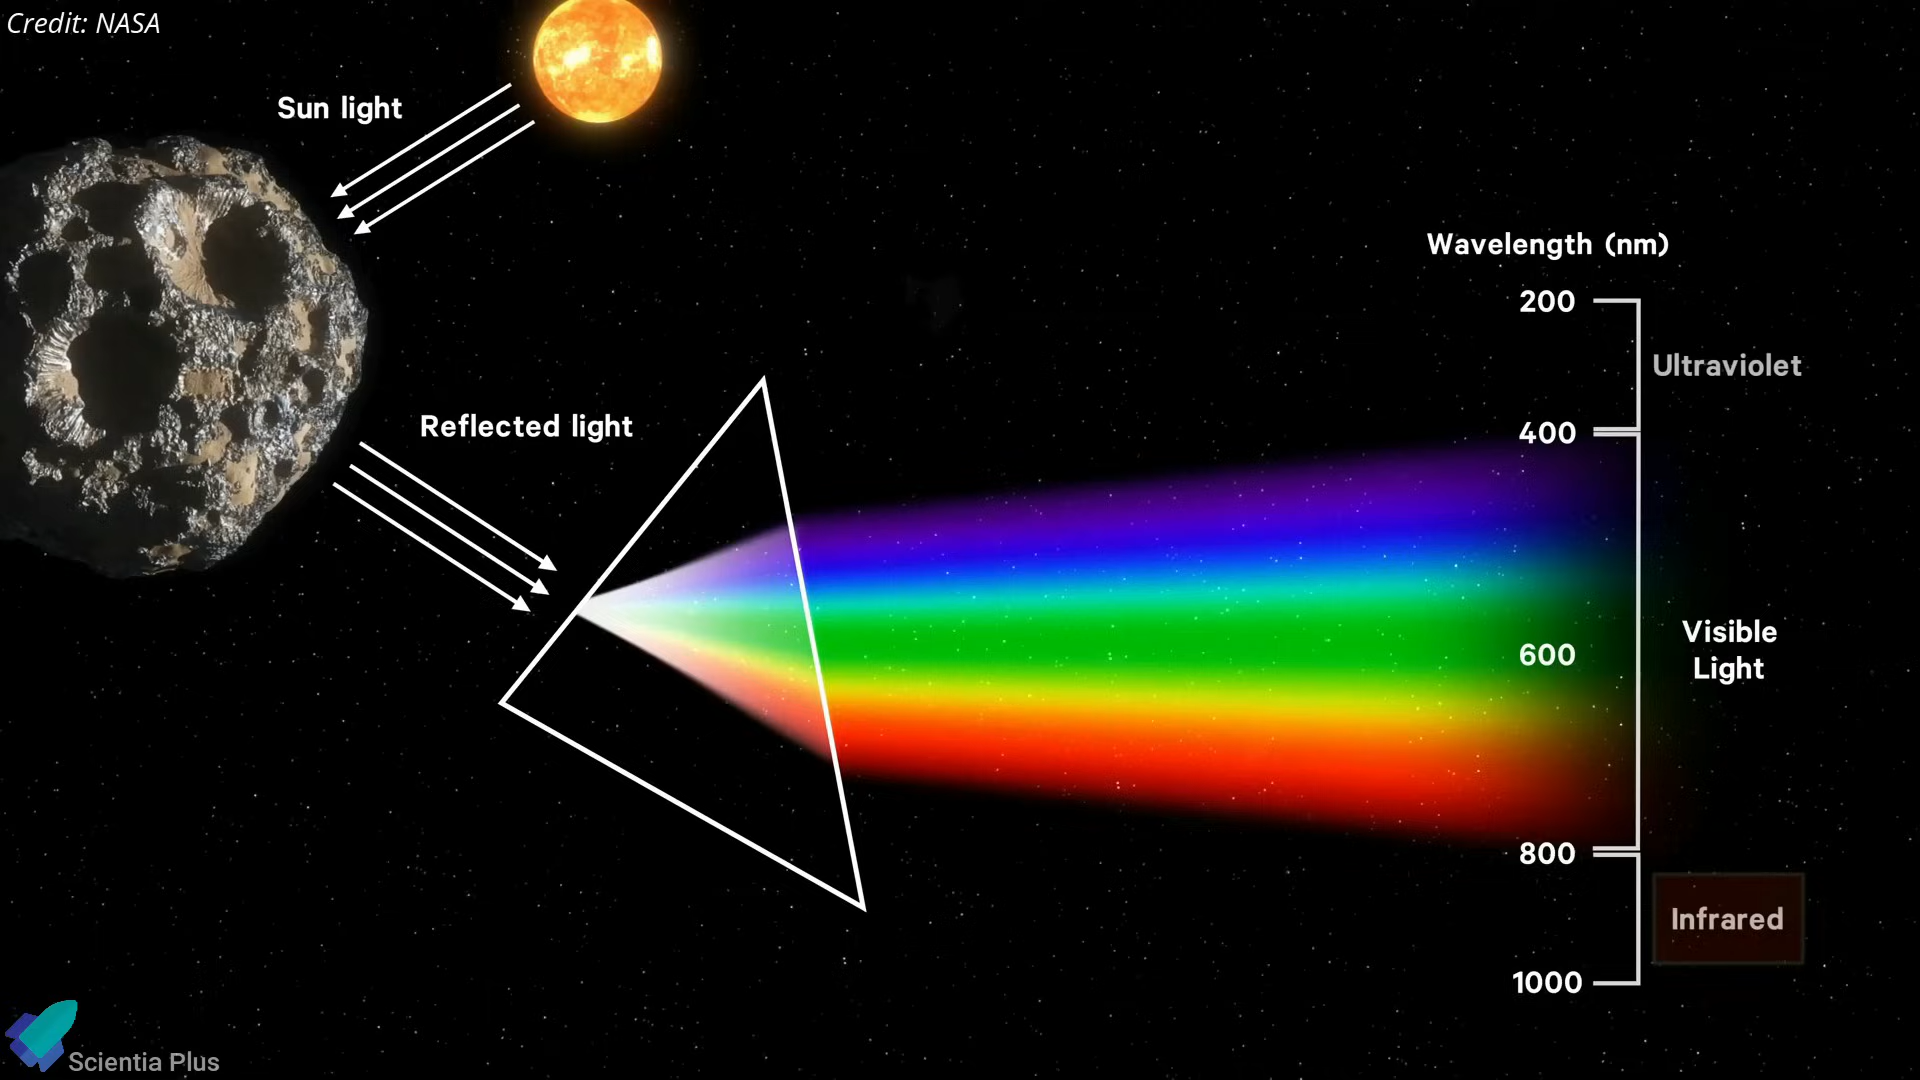 Credit: NASA
Sun light
Reflected light
Wavelength (nm)
200
Ultraviolet
400
600
Visible
Light
800
Infrared
1000
Scientia Plus